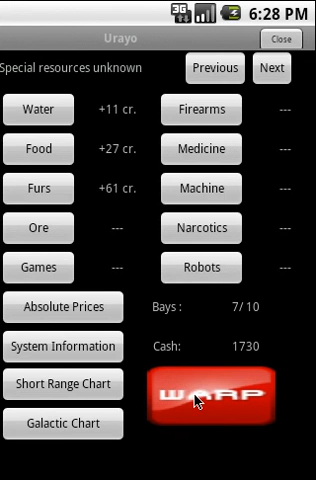 3G 6:28 PM
Urayo Close
Special resources unknown Previous Next
Water +11 cr. Firearms ---
Food +27 cr. Medicine ---
Furs +61 cr. Machine ---
Ore --- Narcotics ---
Games --- Robots ---
Absolute Prices Bays : 7/ 10
System Information Cash: 1730
Short Range Chart WARP
Galactic Chart